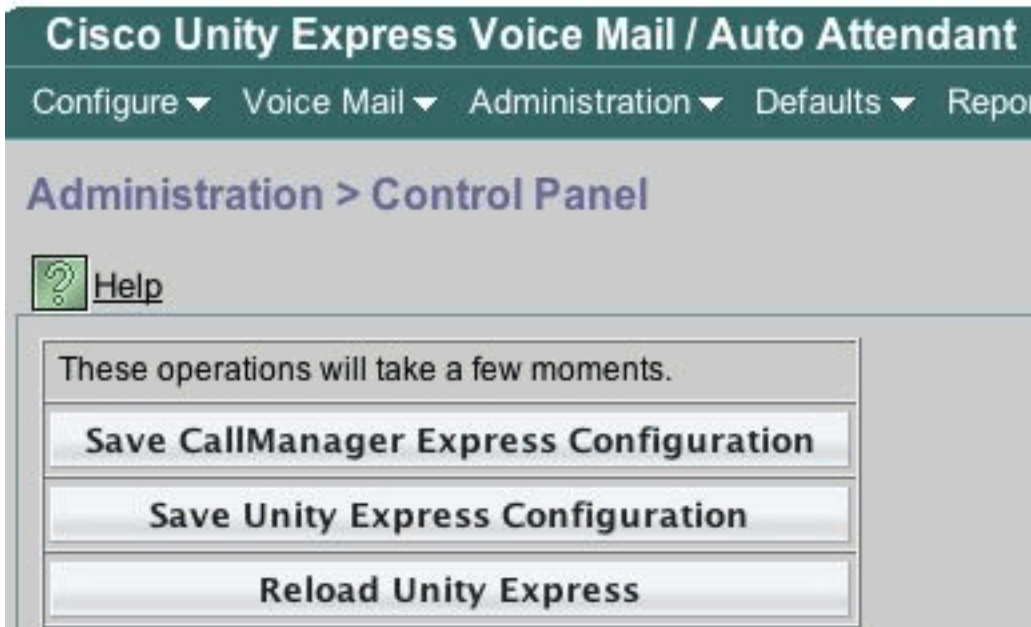 Cisco Unity Express Voice Mail / Auto Attendant
Configure Voice Mail Administration Defaults
Administration > Control Panel
Help
These operations will take a few moments.
Save CallManager Express Configuration
Save Unity Express Configuration
Reload Unity Express